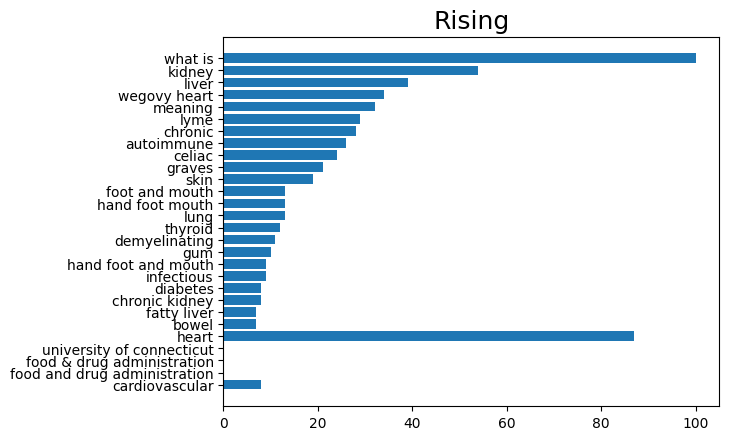 Rising
what is
kidney
liver
wegovy heart
meaning
lyme
chronic
autoimmune
celiac
graves
skin
foot and mouth
hand foot mouth
lung
thyroid
demyelinating
gum
hand foot and mouth
infectious
diabetes
chronic kidney
fatty liver
bowel
heart
university of connecticut
food & drug administration
food and drug administration
cardiovascular
0 20 40 60 80 100